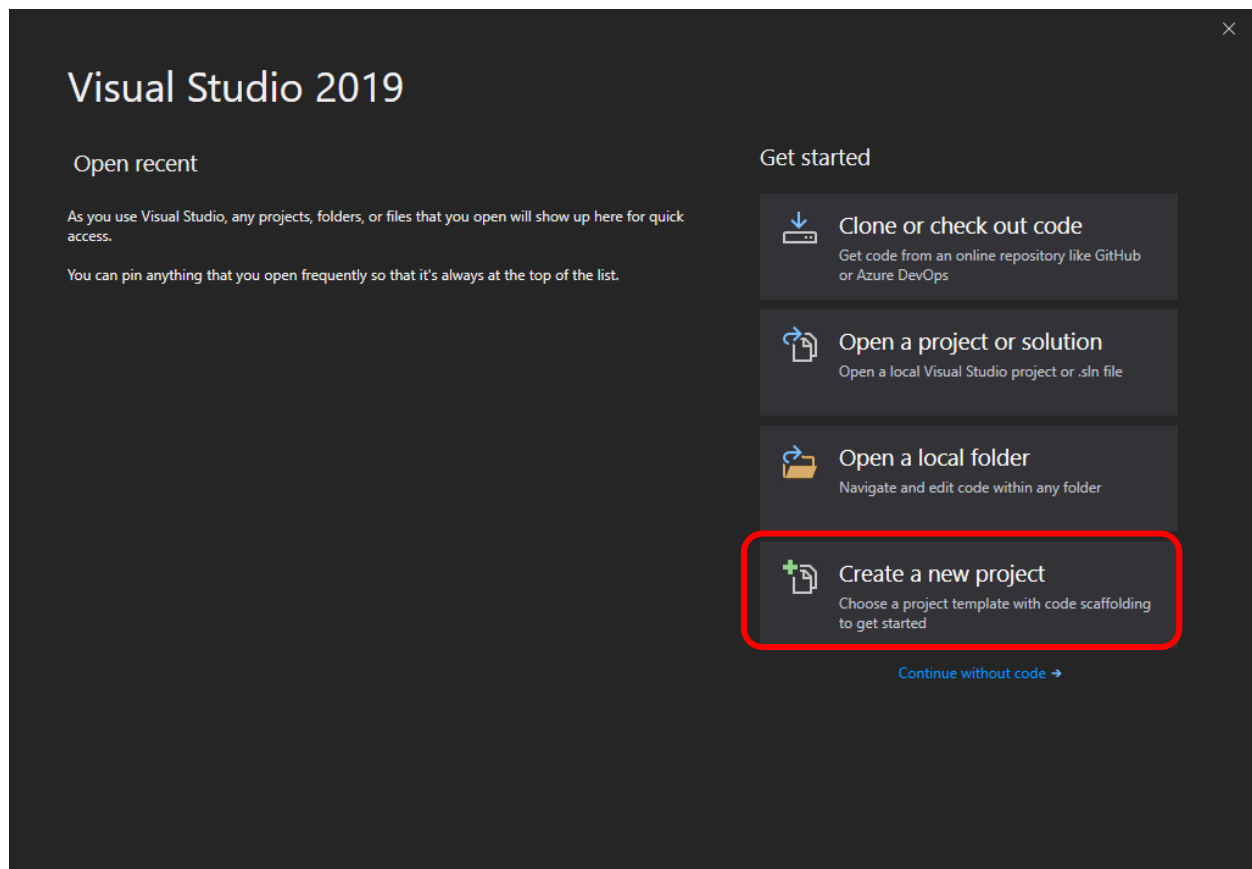 Visual Studio 2019
Open recent
As you use Visual Studio, any projects, folders, or files that you open will show up here for quick
access.
You can pin anything that you open frequently so that it's always at the top of the list.
Get started
Clone or check out code
Get code from an online repository like GitHub
or Azure DevOps
Open a project or solution
Open a local Visual Studio project or .sln file
Open a local folder
Navigate and edit code within any folder
Create a new project
Choose a project template with code scaffolding
to get started
Continue without code →